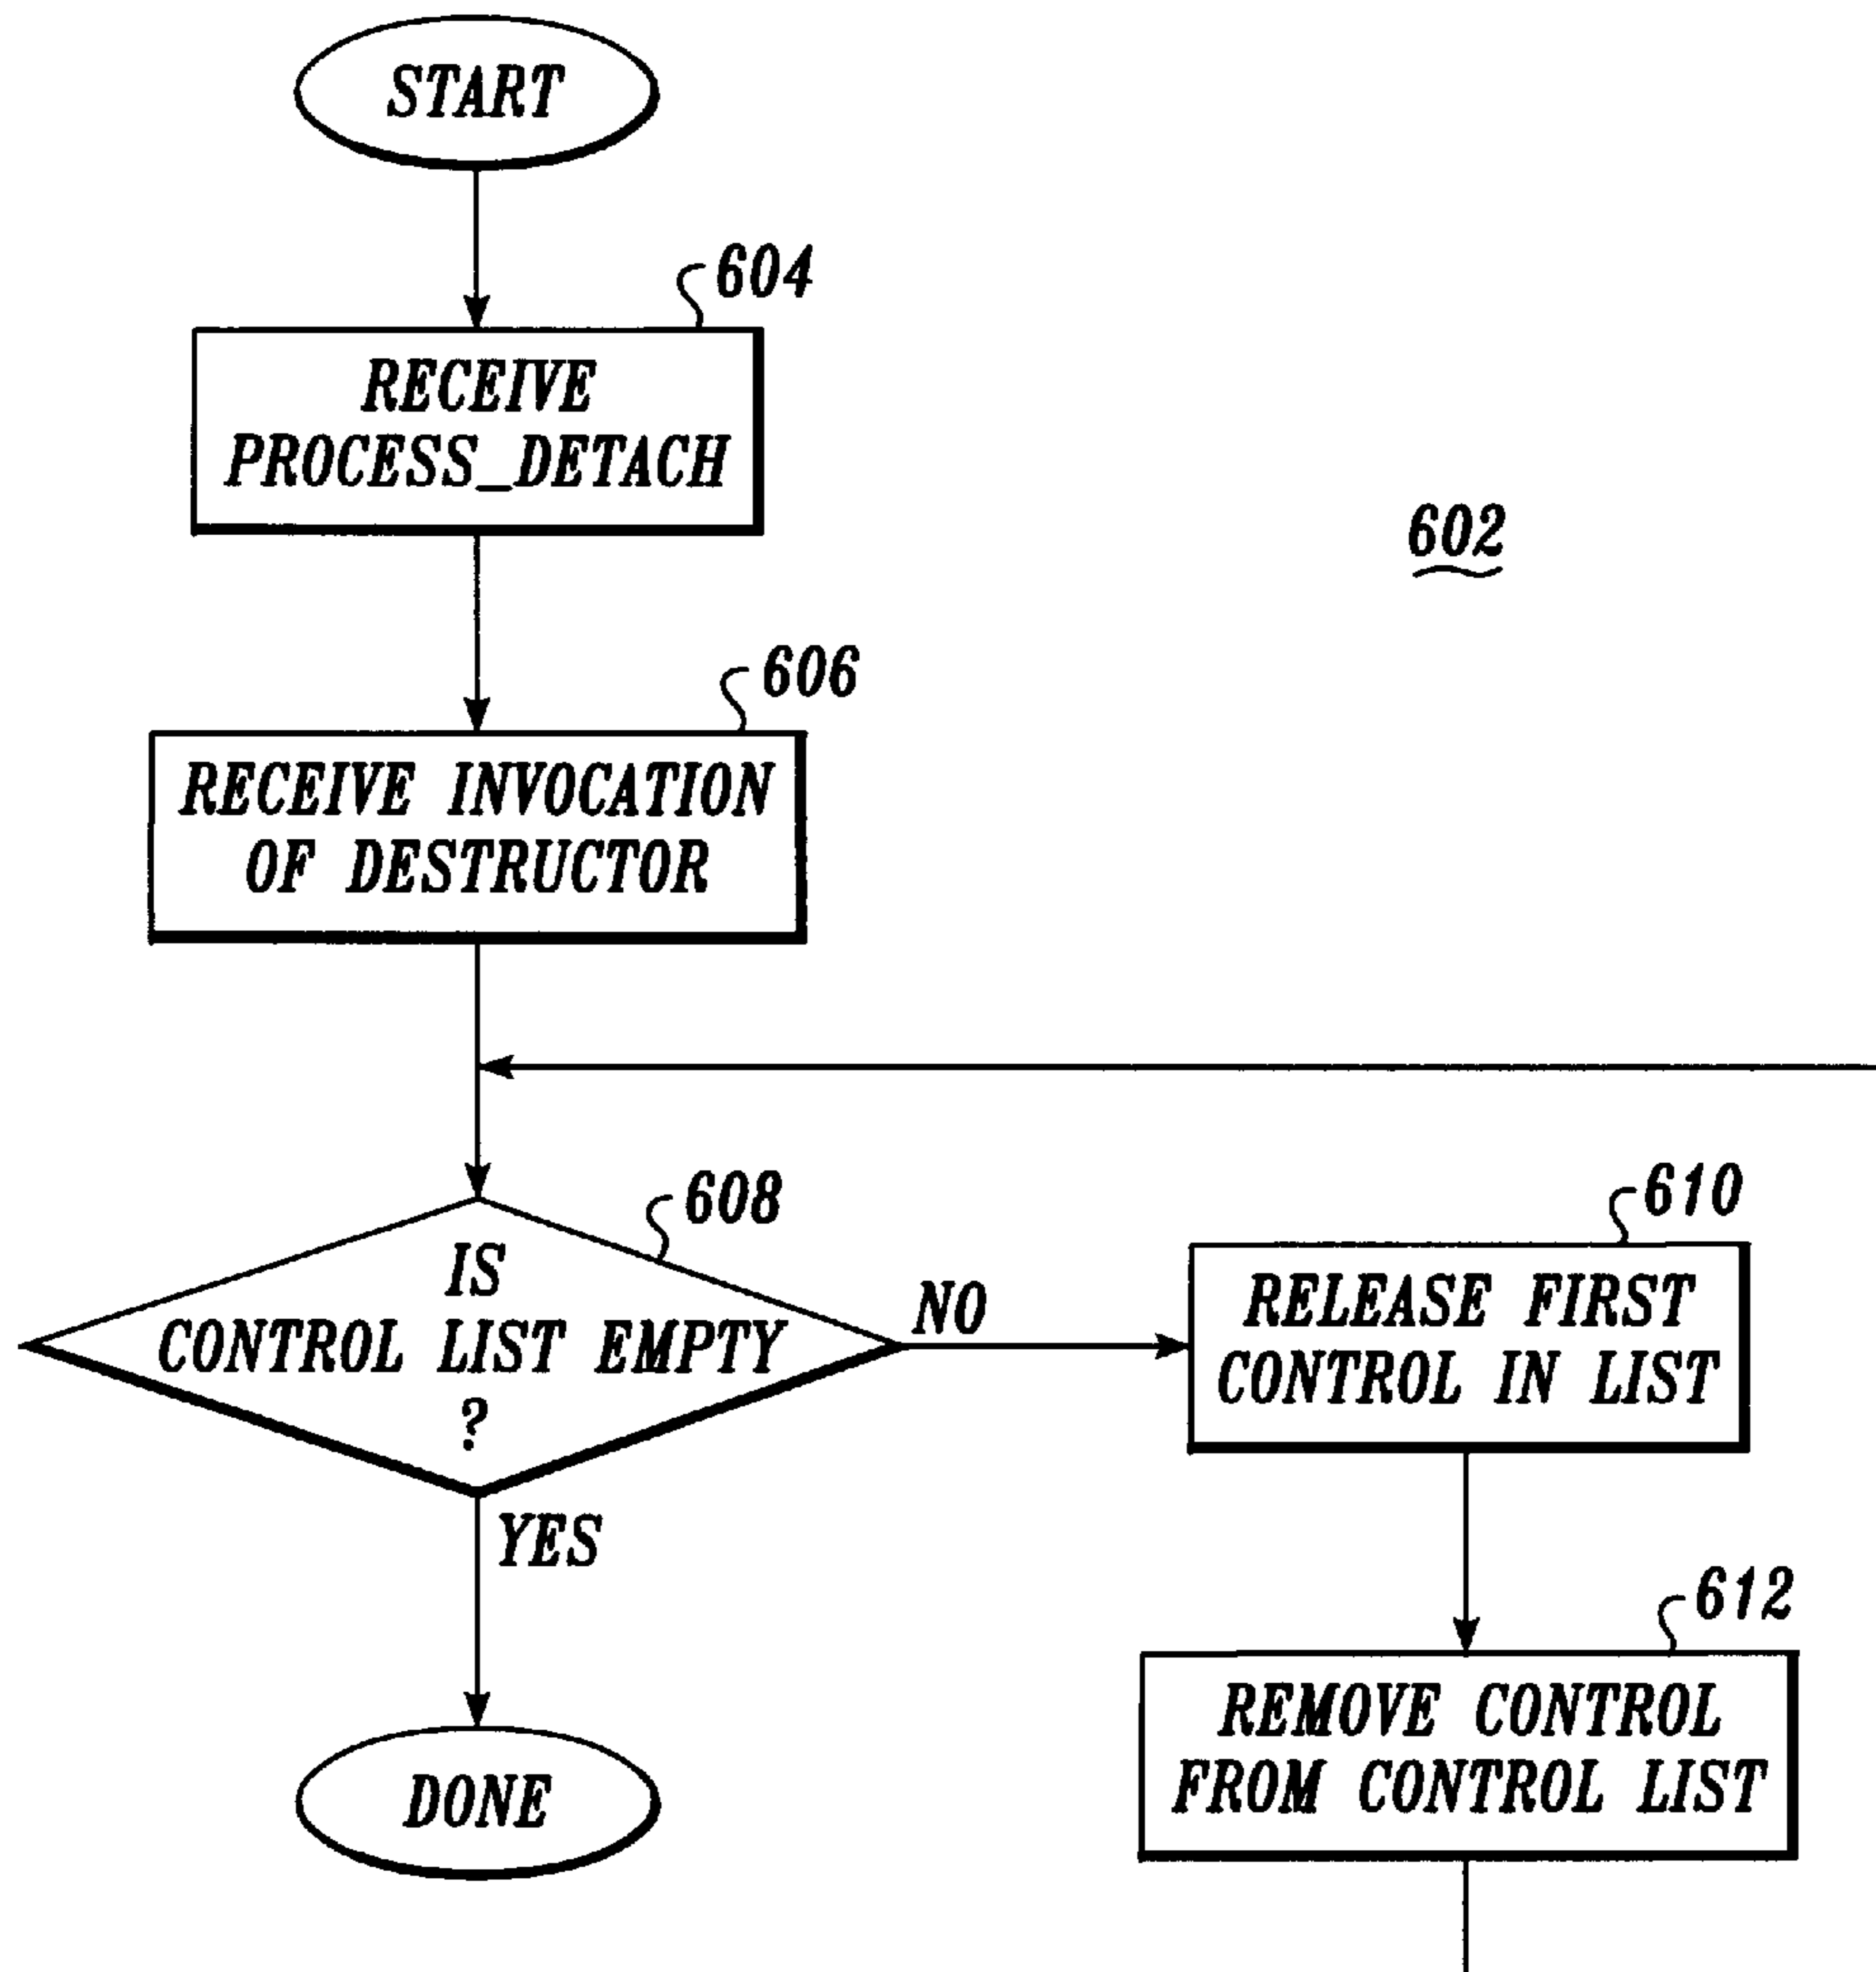 START
604
RECEIVE
PROCESS_DETACH
602
606
RECEIVE INVOCATION
OF DESTRUCTOR
608
IS
CONTROL LIST EMPTY
?
NO
YES
610
RELEASE FIRST
CONTROL IN LIST
612
REMOVE CONTROL
FROM CONTROL LIST
DONE